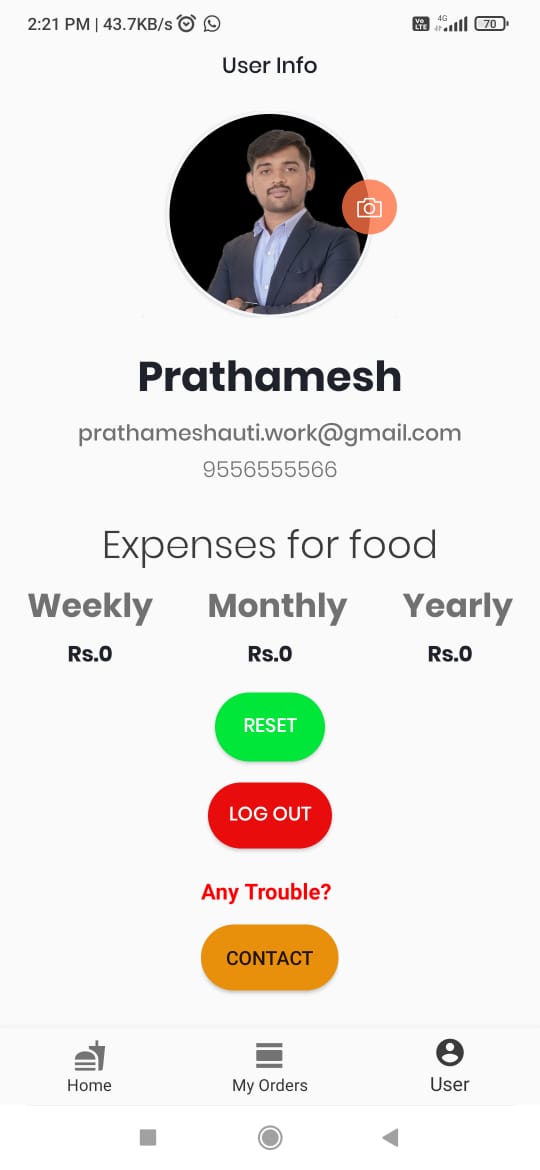 2:21 PM | 43.7KB/s
Vo LTE 4G 70
User Info
Prathamesh
prathameshauti.work@gmail.com
9556555566
Expenses for food
Weekly Monthly Yearly
Rs.0 Rs.0 Rs.0
RESET
LOG OUT
Any Trouble?
CONTACT
Home My Orders User